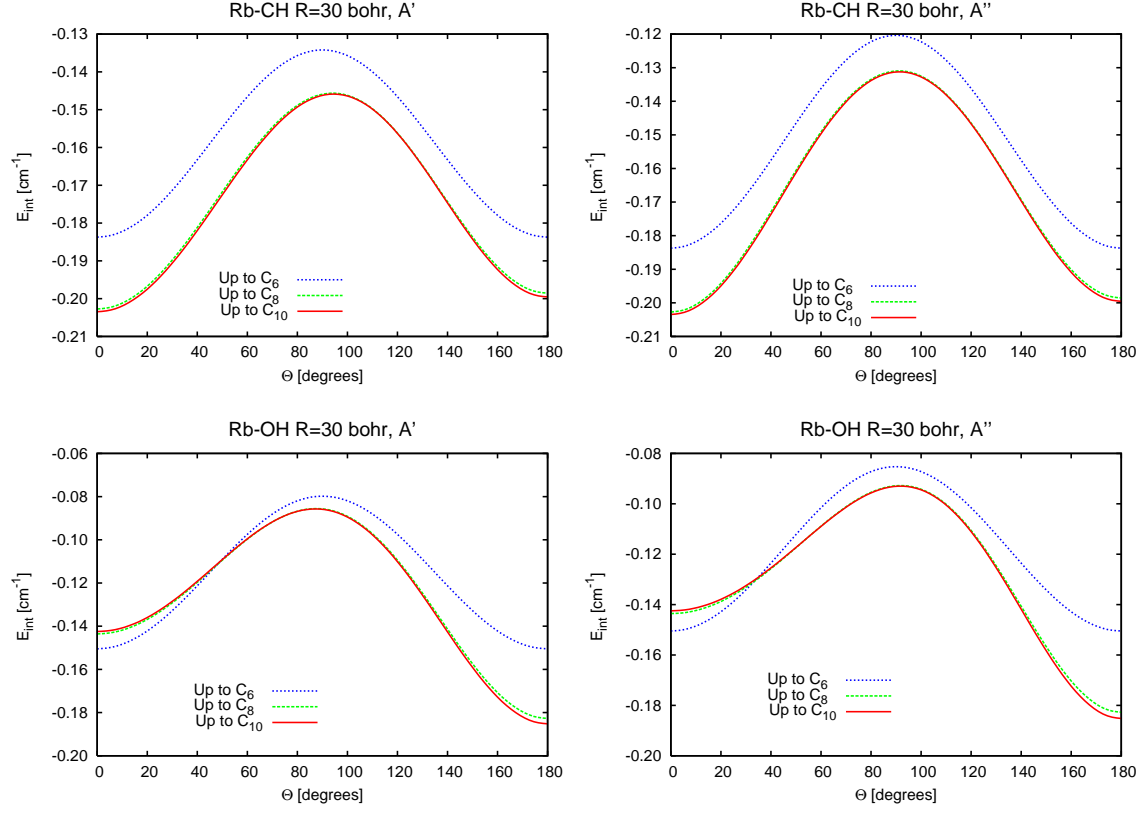 Rb-CH R=30 bohr, A'
-0.13
-0.14
-0.15
-0.16
-0.17
-0.18
-0.19
-0.20
-0.21
E_int [cm^-1]
Up to C_6
Up to C_8
Up to C_10
0 20 40 60 80 100 120 140 160 180
Θ [degrees]
Rb-CH R=30 bohr, A''
-0.12
-0.13
-0.14
-0.15
-0.16
-0.17
-0.18
-0.19
-0.20
-0.21
E_int [cm^-1]
Up to C_6
Up to C_8
Up to C_10
0 20 40 60 80 100 120 140 160 180
Θ [degrees]
Rb-OH R=30 bohr, A'
-0.06
-0.08
-0.10
-0.12
-0.14
-0.16
-0.18
-0.20
E_int [cm^-1]
Up to C_6
Up to C_8
Up to C_10
0 20 40 60 80 100 120 140 160 180
Θ [degrees]
Rb-OH R=30 bohr, A''
-0.08
-0.10
-0.12
-0.14
-0.16
-0.18
-0.20
E_int [cm^-1]
Up to C_6
Up to C_8
Up to C_10
0 20 40 60 80 100 120 140 160 180
Θ [degrees]